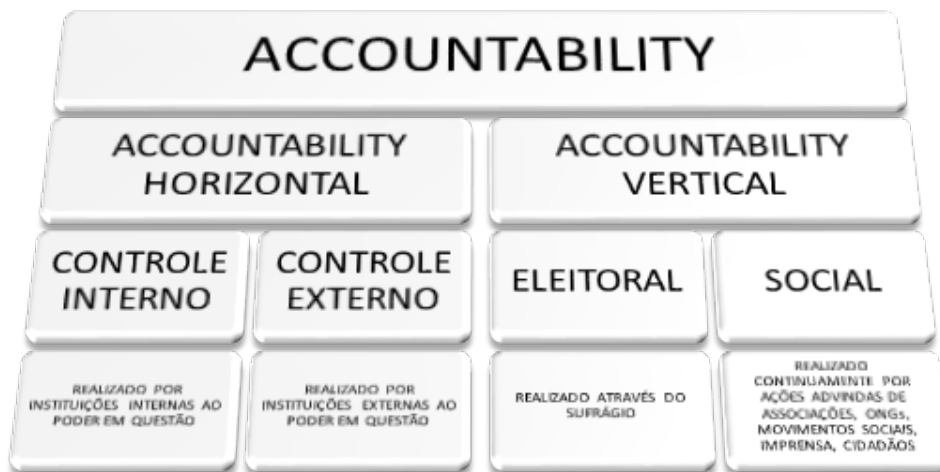 ACCOUNTABILITY
ACCOUNTABILITY
HORIZONTAL
ACCOUNTABILITY
VERTICAL
CONTROLE
INTERNO
CONTROLE
EXTERNO
ELEITORAL
SOCIAL
REALIZADO POR
INSTITUIÇÕES INTERNAS AO
PODER EM QUESTÃO
REALIZADO POR
INSTITUIÇÕES EXTERNAS AO
PODER EM QUESTÃO
REALIZADO ATRAVÉS DO
SUFRÁGIO
REALIZADO
CONTINUAMENTE POR
AÇÕES ADVINDAS DE
ASSOCIAÇÕES, ONGs,
MOVIMENTOS SOCIAIS,
IMPRENSA, CIDADÃOS